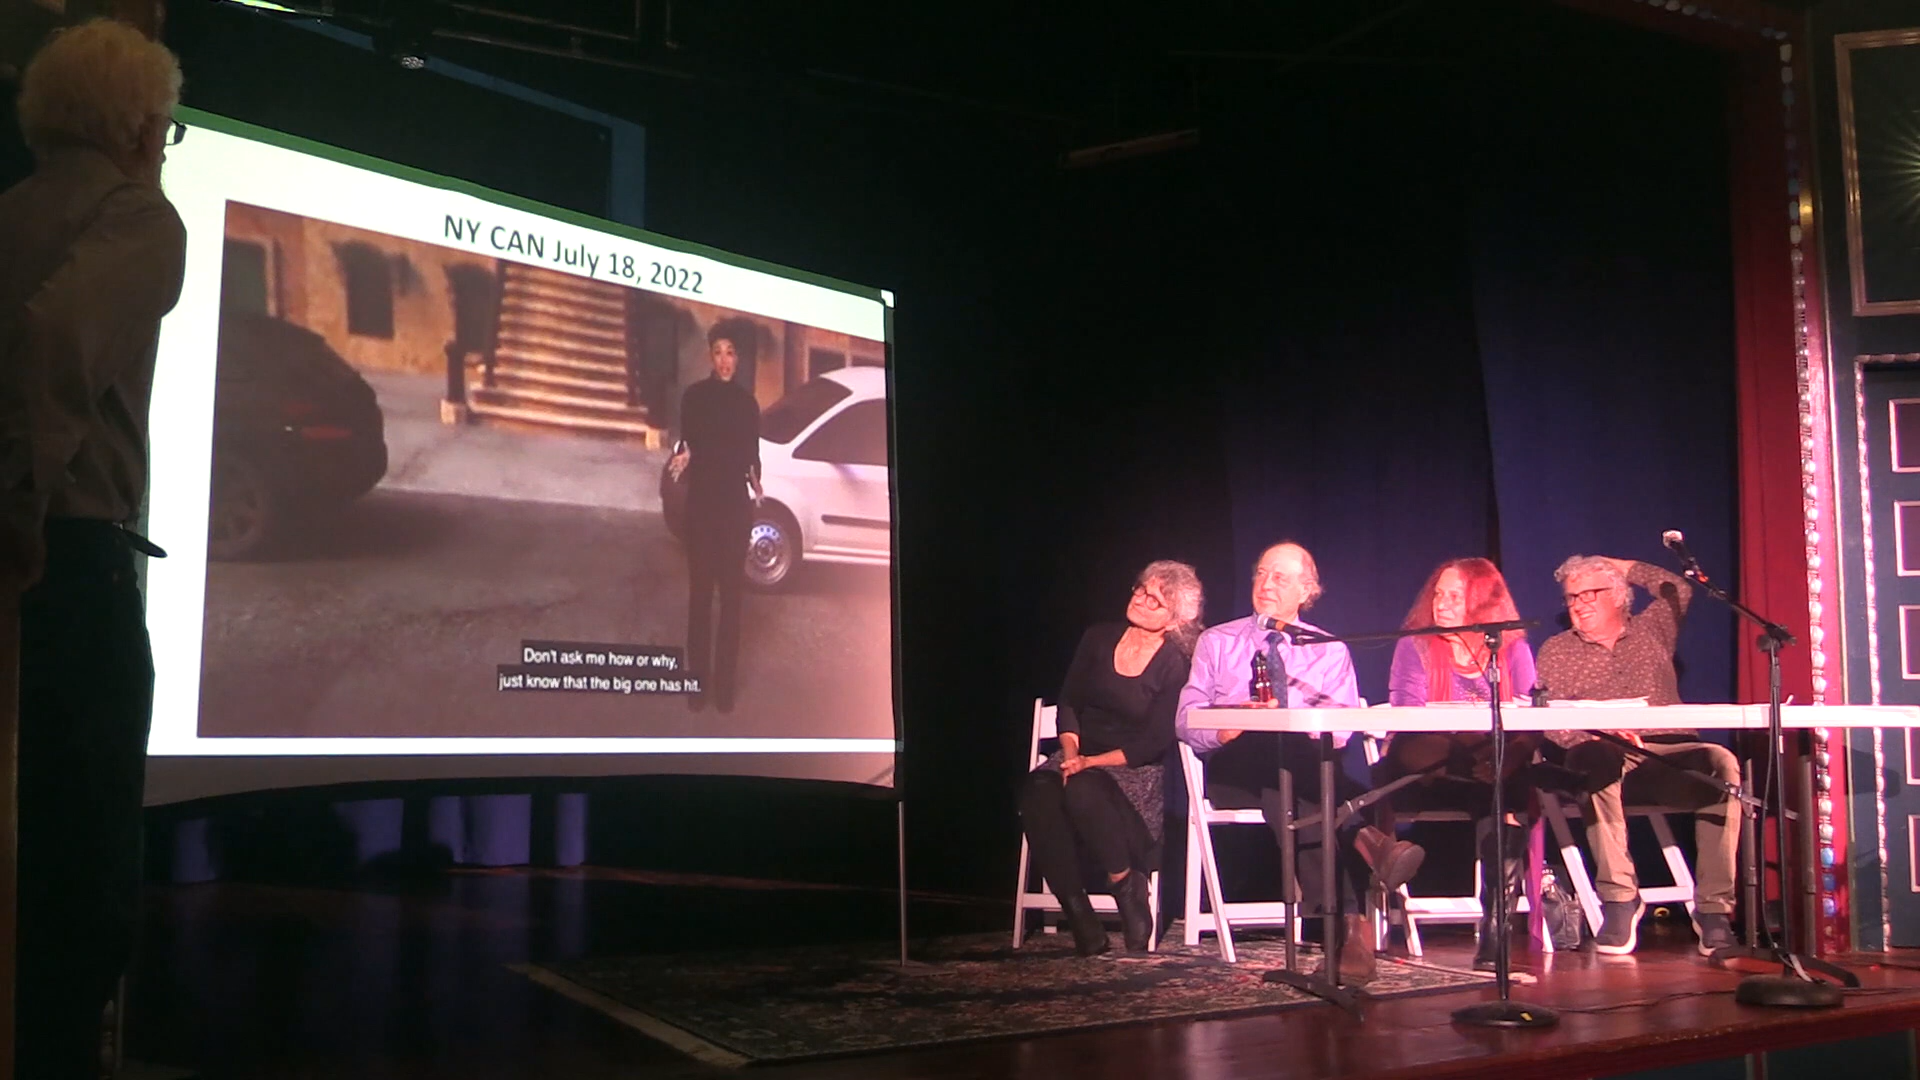 NY CAN July 18, 2022
Don't ask me how or why,
just know that the big one has hit.